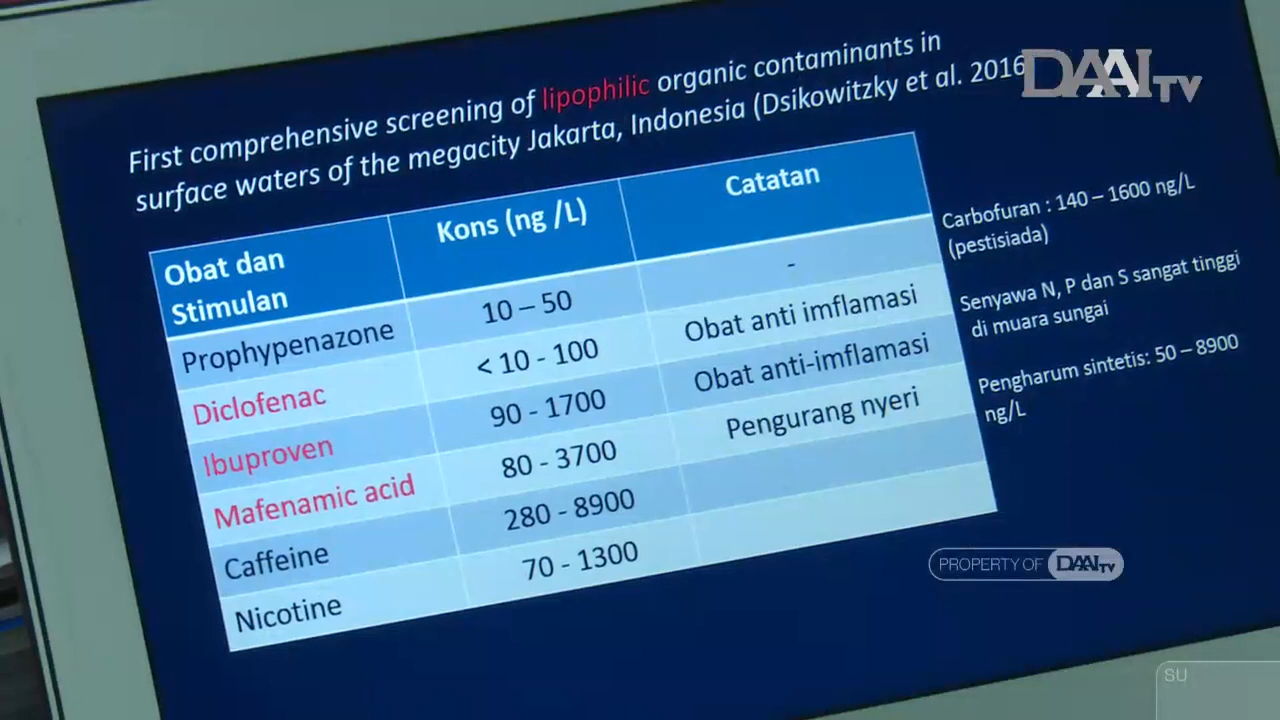 First comprehensive screening of lipophilic organic contaminants in
surface waters of the megacity Jakarta, Indonesia (Dsikowitzky et al. 2016
DAAI TV
Obat dan
Stimulan
Kons (ng /L)
Catatan
Prophypenazone
10 – 50
-
Diclofenac
< 10 - 100
Obat anti imflamasi
Ibuproven
90 - 1700
Obat anti-imflamasi
Mafenamic acid
80 - 3700
Pengurang nyeri
Caffeine
280 - 8900
Nicotine
70 - 1300
Carbofuran : 140 – 1600 ng/L
(pestisiada)
Senyawa N, P dan S sangat tinggi
di muara sungai
Pengharum sintetis: 50 – 8900
ng/L
PROPERTY OF DAAI TV
SU